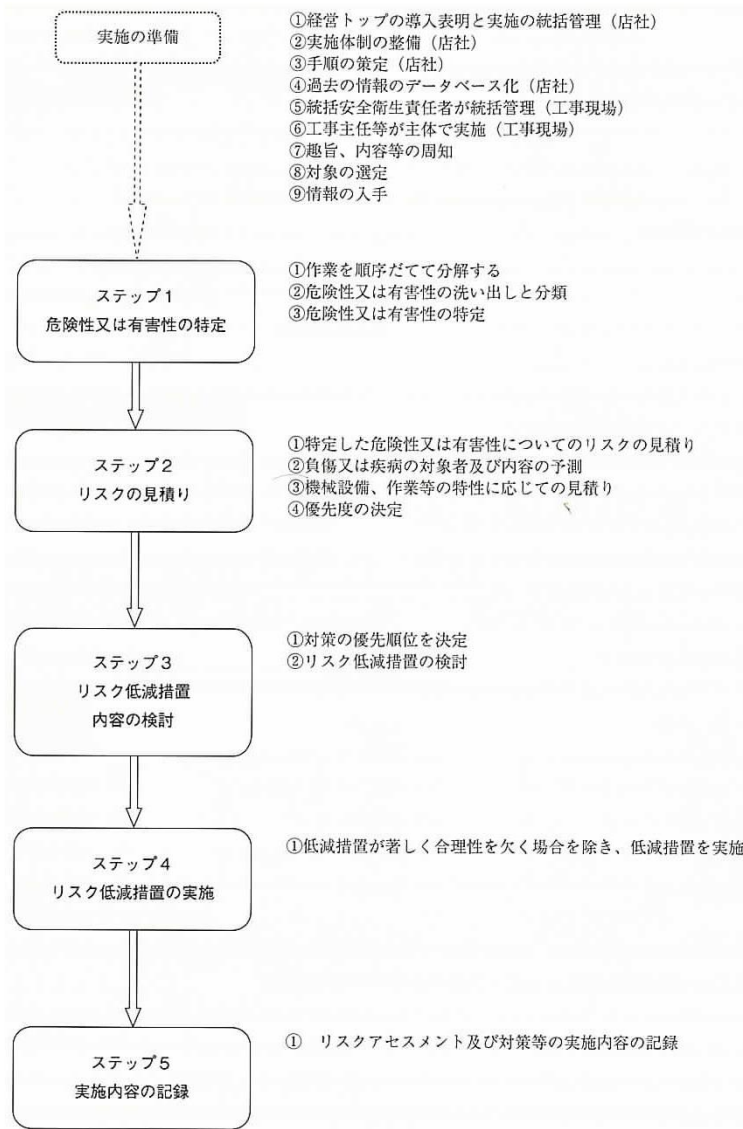 実施の準備
①経営トップの導入表明と実施の統括管理（店社）
②実施体制の整備（店社）
③手順の策定（店社）
④過去の情報のデータベース化（店社）
⑤統括安全衛生責任者が統括管理（工事現場）
⑥工事主任等が主体で実施（工事現場）
⑦趣旨、内容等の周知
⑧対象の選定
⑨情報の入手
ステップ1
危険性又は有害性の特定
①作業を順序だてて分解する
②危険性又は有害性の洗い出しと分類
③危険性又は有害性の特定
ステップ2
リスクの見積り
①特定した危険性又は有害性についてのリスクの見積り
②負傷又は疾病の対象者及び内容の予測
③機械設備、作業等の特性に応じての見積り
④優先度の決定
ステップ3
リスク低減措置
内容の検討
①対策の優先順位を決定
②リスク低減措置の検討
ステップ4
リスク低減措置の実施
①低減措置が著しく合理性を欠く場合を除き、低減措置を実施
ステップ5
実施内容の記録
①　リスクアセスメント及び対策等の実施内容の記録